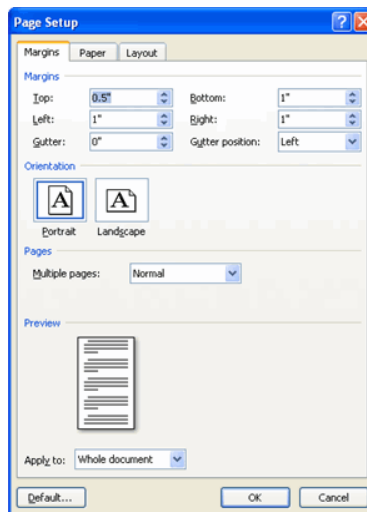 Page Setup
Margins Paper Layout
Margins
Top: 0.5" Bottom: 1"
Left: 1" Right: 1"
Gutter: 0" Gutter position: Left
Orientation
A A
Portrait Landscape
Pages
Multiple pages: Normal
Preview
Apply to: Whole document
Default... OK Cancel